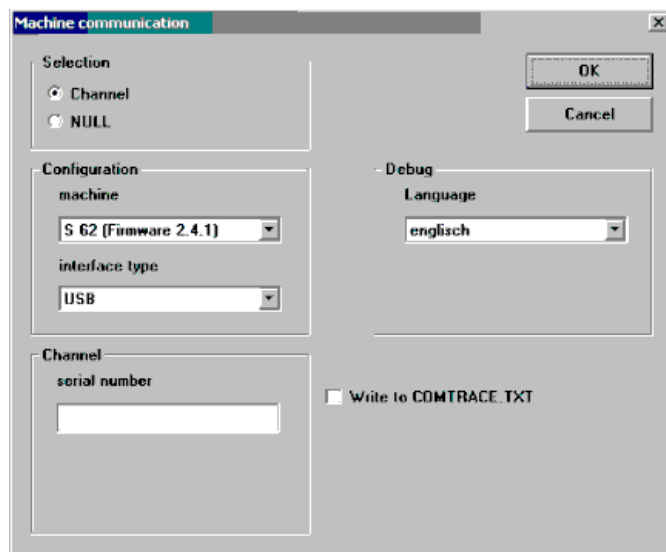 Machine communication
Selection
Channel
NULL
OK
Cancel
Configuration
machine
S 62 (Firmware 2.4.1)
interface type
USB
Debug
Language
englisch
Channel
serial number
Write to COMTRACE.TXT